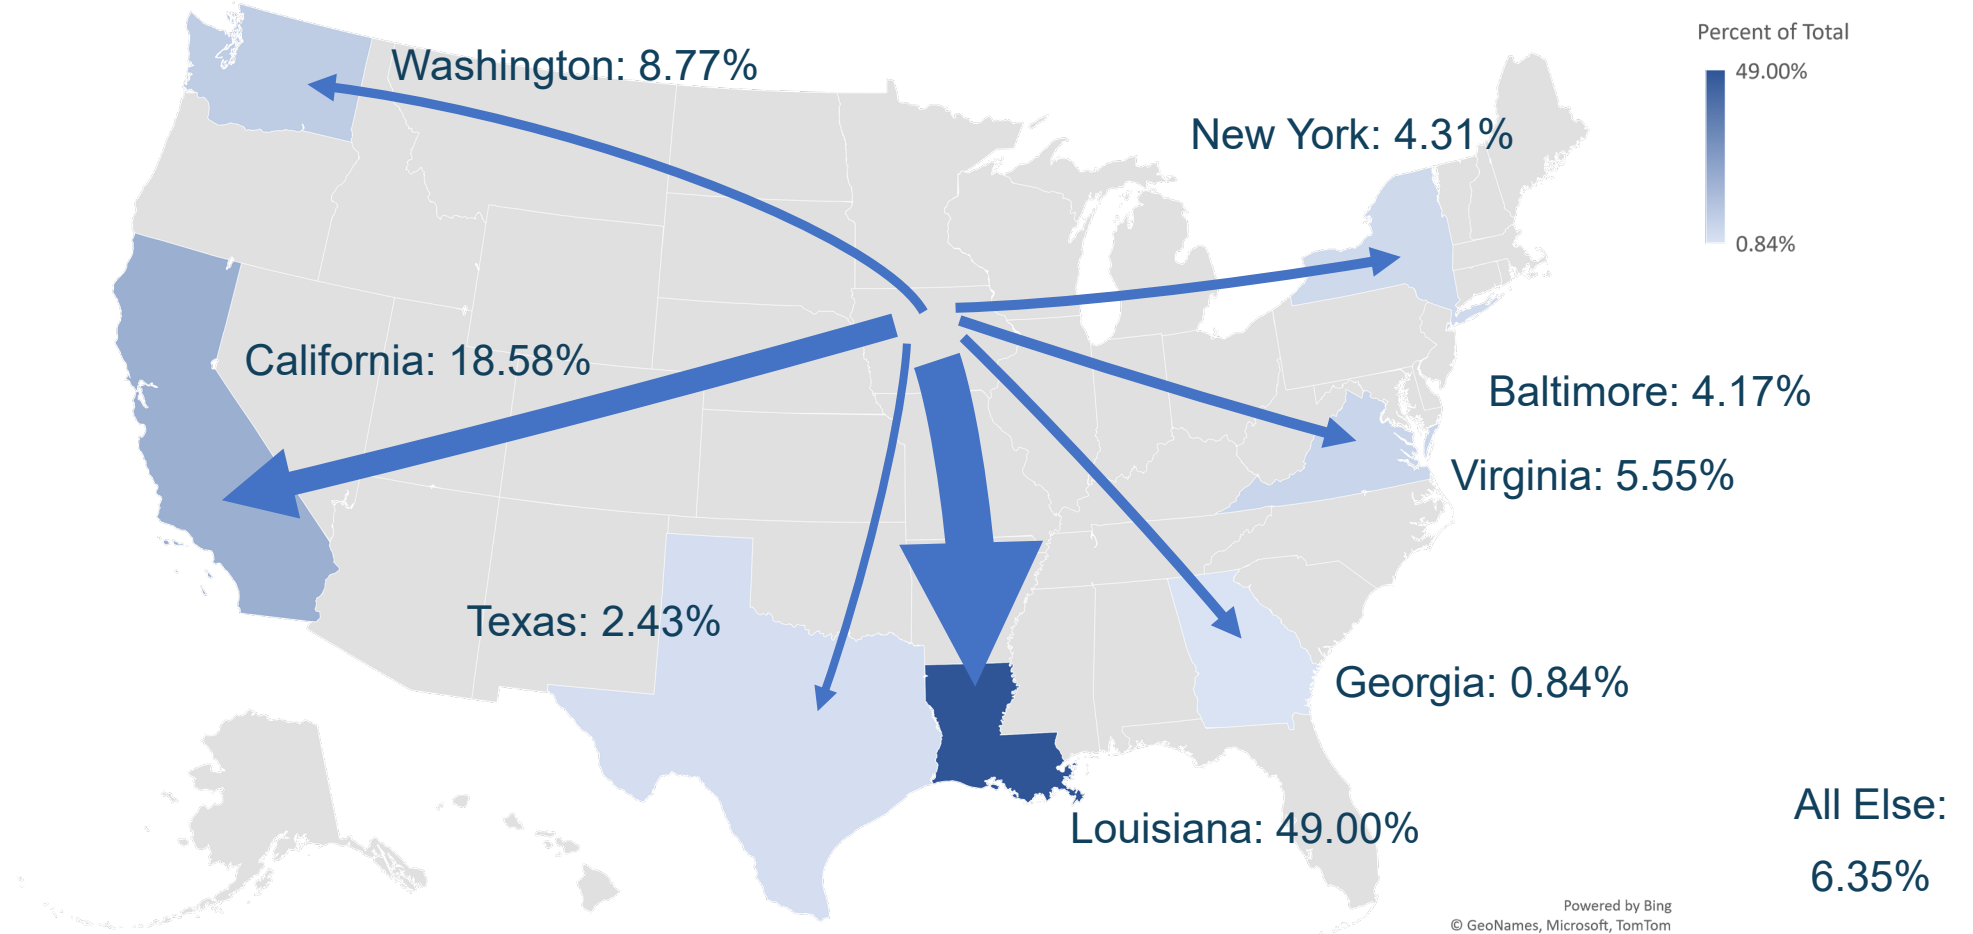 Percent of Total
49.00%
0.84%
Washington: 8.77%
New York: 4.31%
California: 18.58%
Baltimore: 4.17%
Virginia: 5.55%
Texas: 2.43%
Georgia: 0.84%
Louisiana: 49.00%
All Else:
6.35%
Powered by Bing
© GeoNames, Microsoft, TomTom